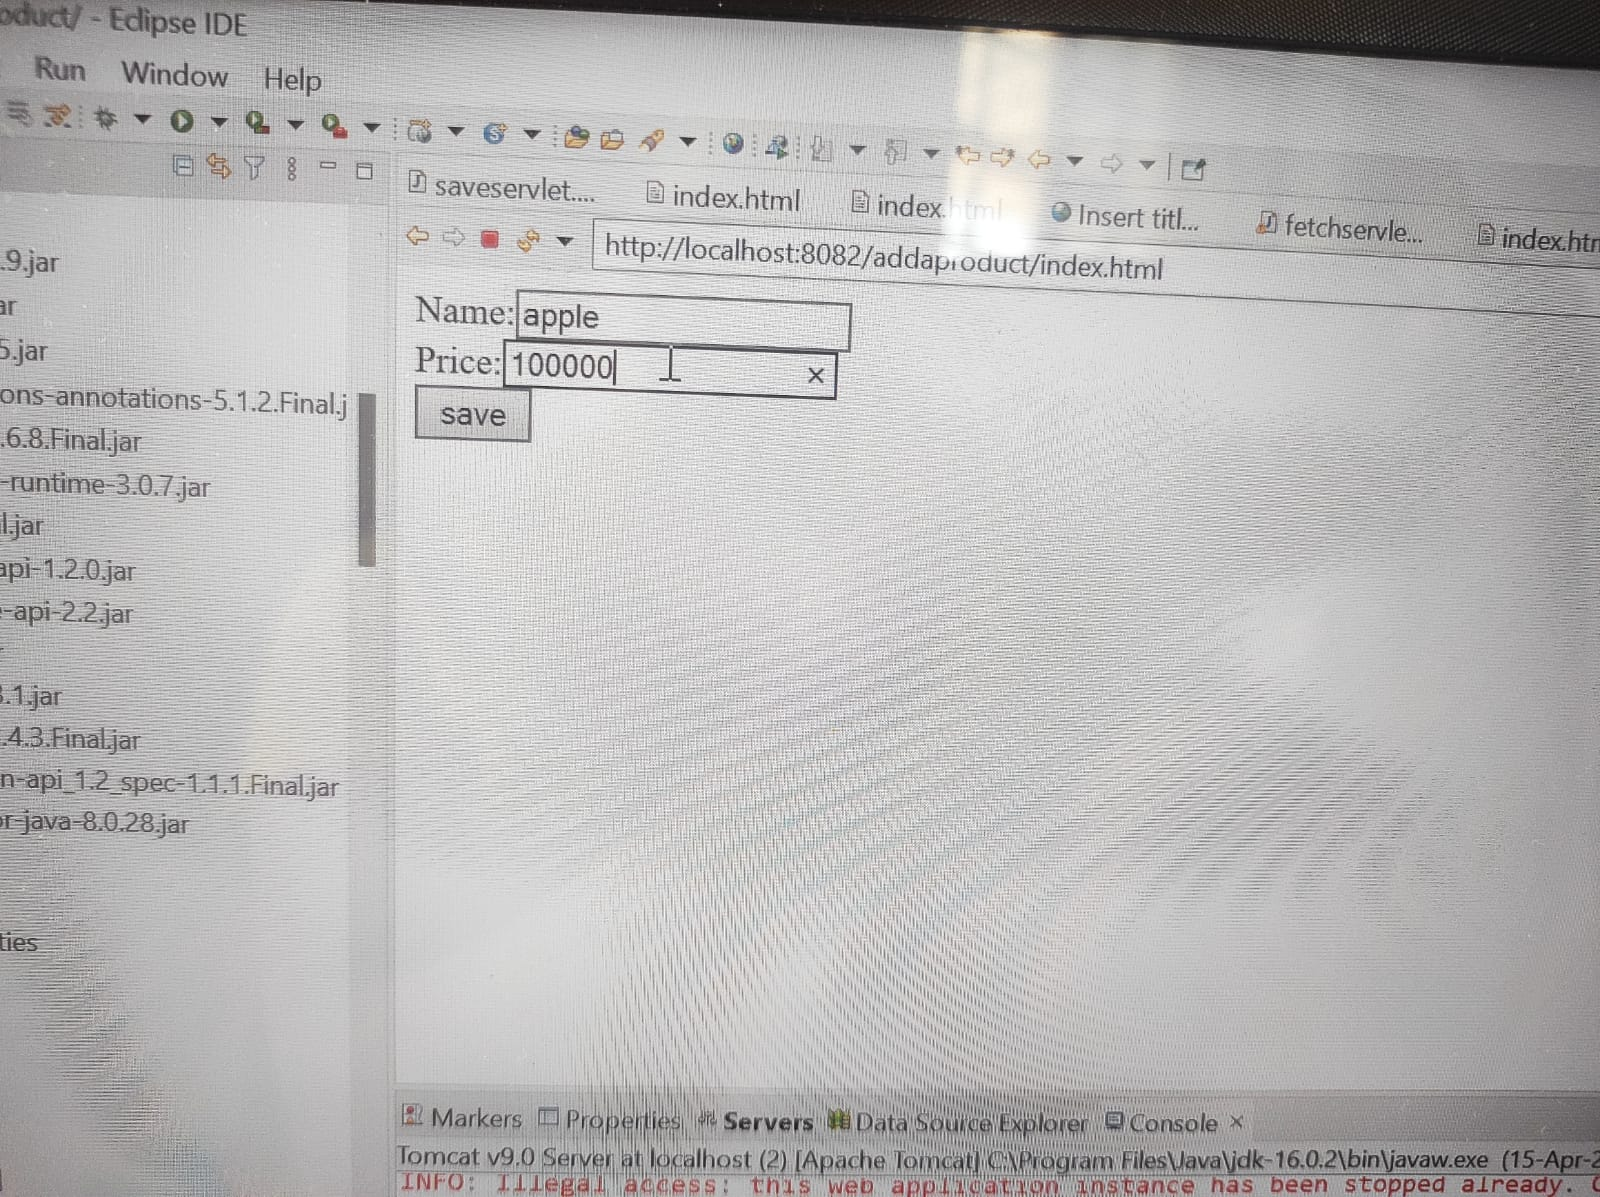 - Eclipse IDE
Run Window Help
saveservlet.... index.html index.html Insert titl... fetchservle... index.htm
http://localhost:8082/addaproduct/index.html
Name: apple
Price: 100000
save
.9.jar
ar
5.jar
ons-annotations-5.1.2.Final.j
.6.8.Final.jar
-runtime-3.0.7.jar
l.jar
api-1.2.0.jar
-api-2.2.jar
.1.jar
.4.3.Final.jar
n-api_1.2_spec-1.1.1.Final.jar
or-java-8.0.28.jar
ties
Markers Properties Servers Data Source Explorer Console
Tomcat v9.0 Server at localhost (2) [Apache Tomcat] C:\Program Files\Java\jdk-16.0.2\bin\javaw.exe (15-Apr-2
INFO: Illegal access: this web application instance has been stopped already.